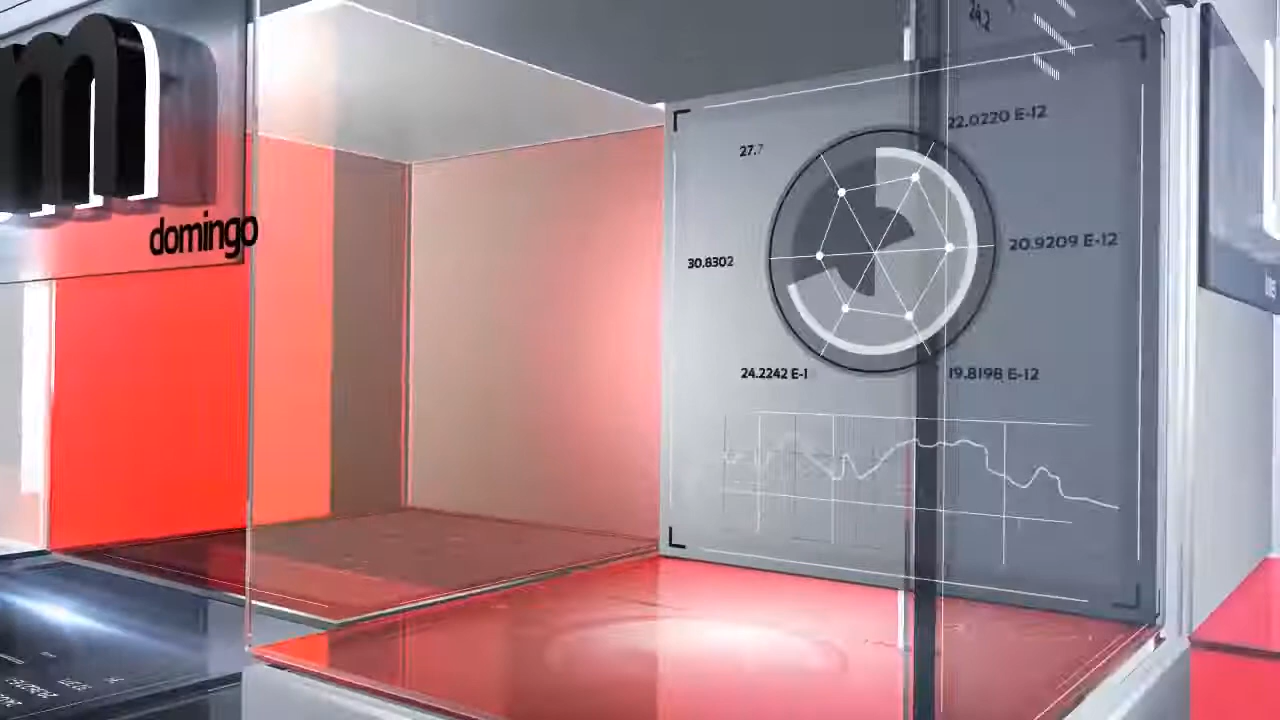 m
domingo
22.0220 E-12
27.7
20.9209 E-12
30.8302
24.2242 E-1
19.8198 E-12